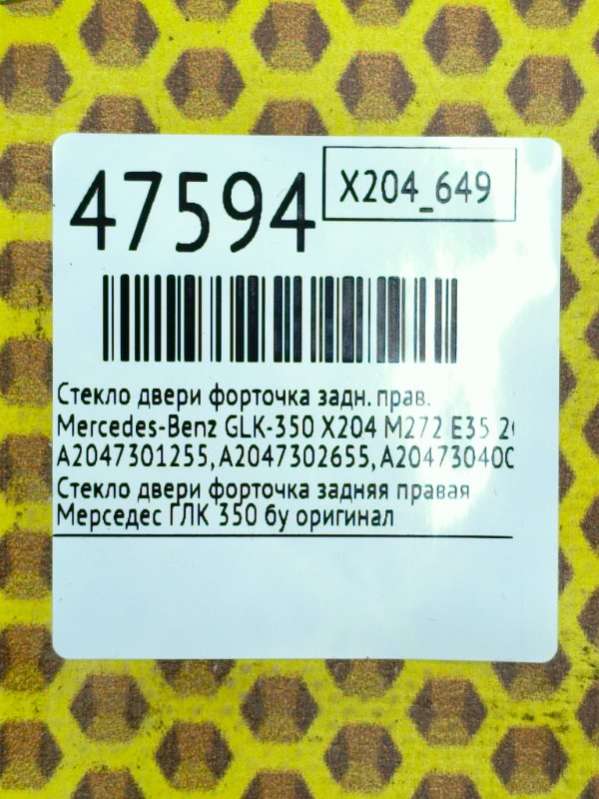 47594
X204_649
Стекло двери форточка задн. прав.
Mercedes-Benz GLK-350 X204 M272 E35
A2047301255, A2047302655, A20473040
Стекло двери форточка задняя правая
Мерседес ГЛК 350 бу оригинал